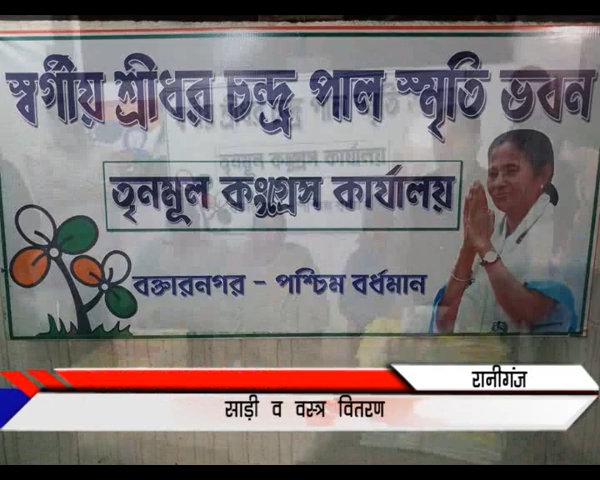 স্বর্গীয় শ্রীধর চন্দ্র পাল স্মৃতি ভবন
তৃনমূল কংগ্রেস কার্যালয়
বক্তারনগর - পশ্চিম বর্ধমান
रानीगंज
साड़ी व वस्त्र वितरण